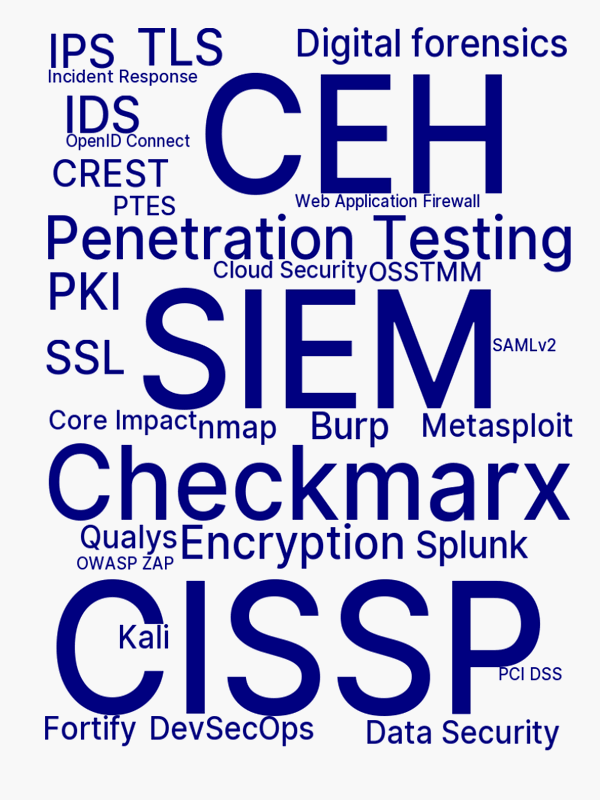 IPS TLS Digital forensics
Incident Response
IDS
CEH
OpenID Connect
CREST
PTES
Web Application Firewall
Penetration Testing
Cloud Security OSSTMM
PKI
SIEM
SSL
SAMLv2
Core Impact nmap Burp Metasploit
Checkmarx
Qualys Encryption Splunk
OWASP ZAP
CISSP
Kali
PCI DSS
Fortify DevSecOps Data Security